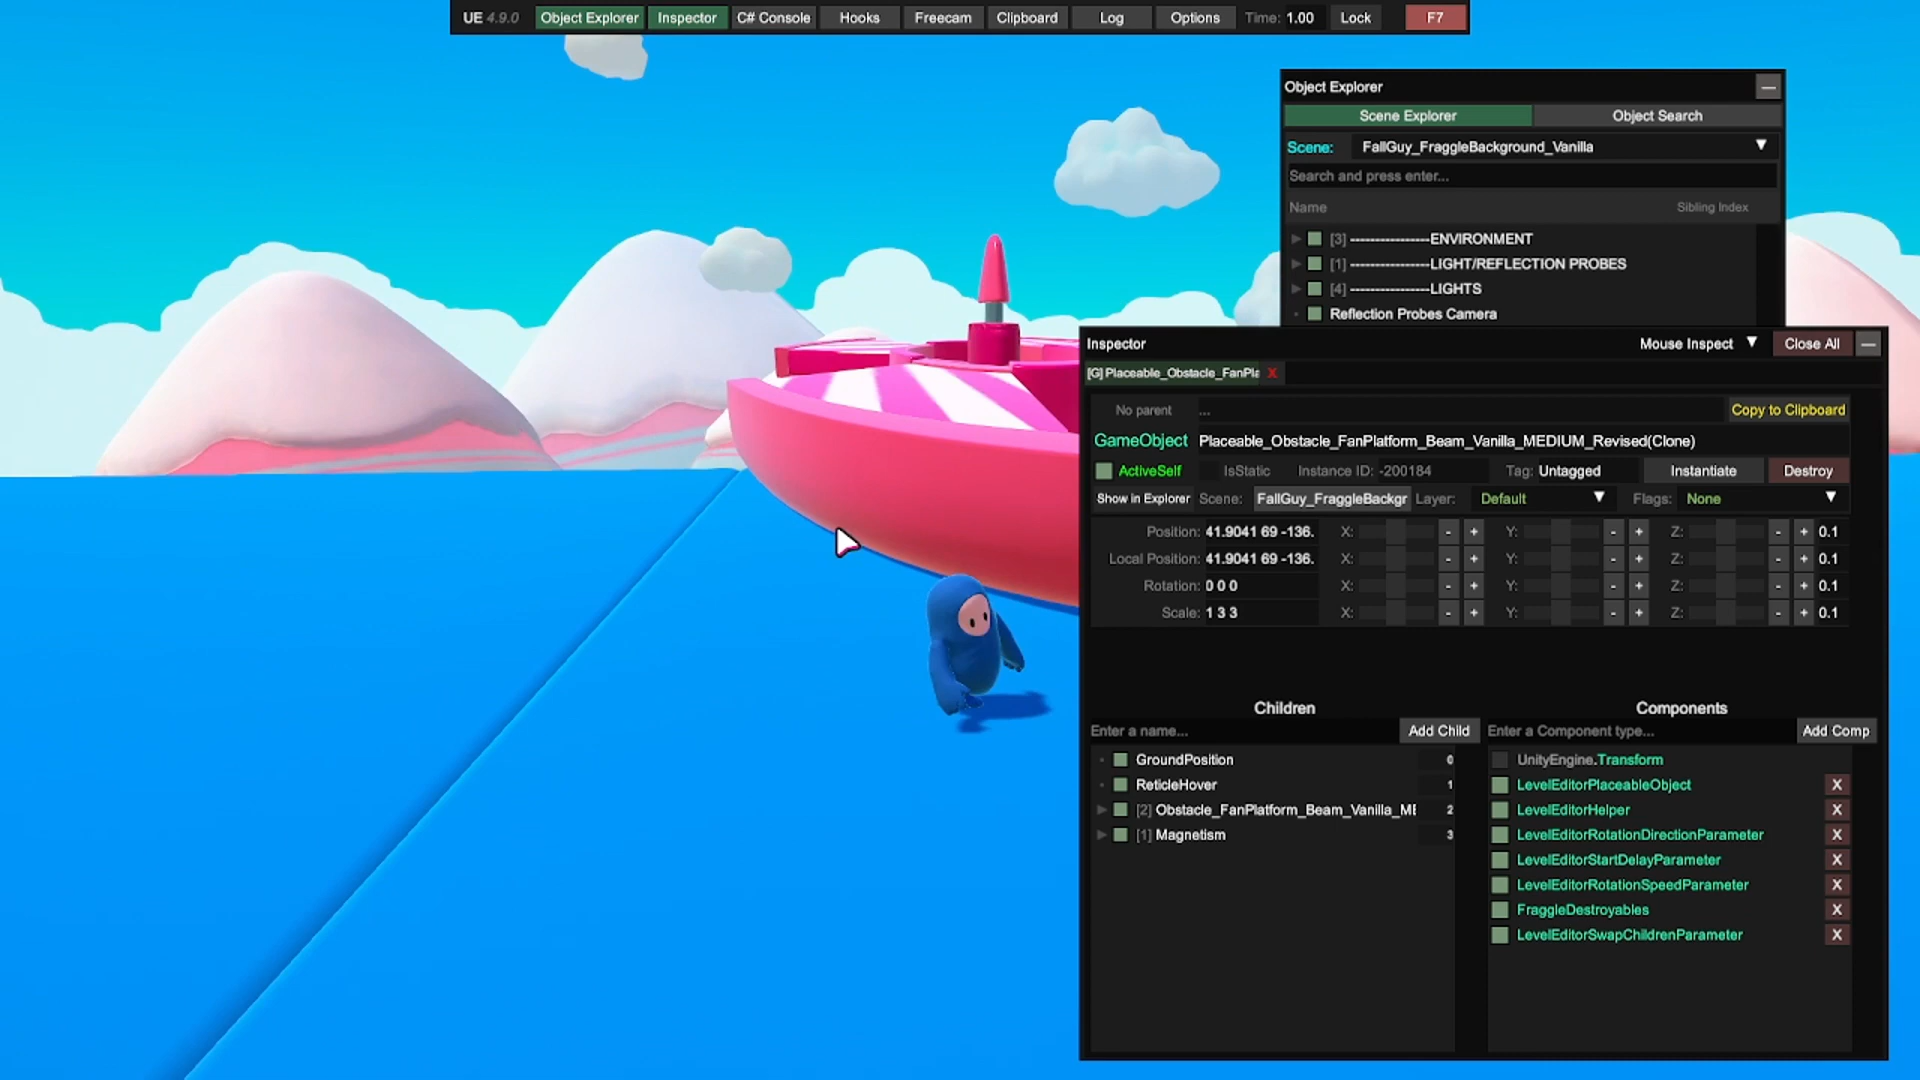 UE 4.9.0 Object Explorer Inspector C# Console Hooks Freecam Clipboard Log Options Time: 1.00 Lock F7
Object Explorer —
Scene Explorer Object Search
Scene: FallGuy_FraggleBackground_Vanilla ▼
Search and press enter...
Name Sibling Index
► [3] ----------------ENVIRONMENT
► [1] ----------------LIGHT/REFLECTION PROBES
► [4] ----------------LIGHTS
Reflection Probes Camera
Inspector Mouse Inspect ▼ Close All —
[G] Placeable_Obstacle_FanPla X
No parent ... Copy to Clipboard
GameObject Placeable_Obstacle_FanPlatform_Beam_Vanilla_MEDIUM_Revised(Clone)
ActiveSelf IsStatic Instance ID: -200184 Tag: Untagged Instantiate Destroy
Show in Explorer Scene: FallGuy_FraggleBackgr Layer: Default ▼ Flags: None ▼
Position: 41.9041 69 -136. X: - + Y: - + Z: - + 0.1
Local Position: 41.9041 69 -136. X: - + Y: - + Z: - + 0.1
Rotation: 0 0 0 X: - + Y: - + Z: - + 0.1
Scale: 1 3 3 X: - + Y: - + Z: - + 0.1
Children
Enter a name... Add Child
GroundPosition 0
ReticleHover 1
► [2] Obstacle_FanPlatform_Beam_Vanilla_ME 2
► [1] Magnetism 3
Components
Enter a Component type... Add Comp
UnityEngine.Transform
LevelEditorPlaceableObject X
LevelEditorHelper X
LevelEditorRotationDirectionParameter X
LevelEditorStartDelayParameter X
LevelEditorRotationSpeedParameter X
FraggleDestroyables X
LevelEditorSwapChildrenParameter X